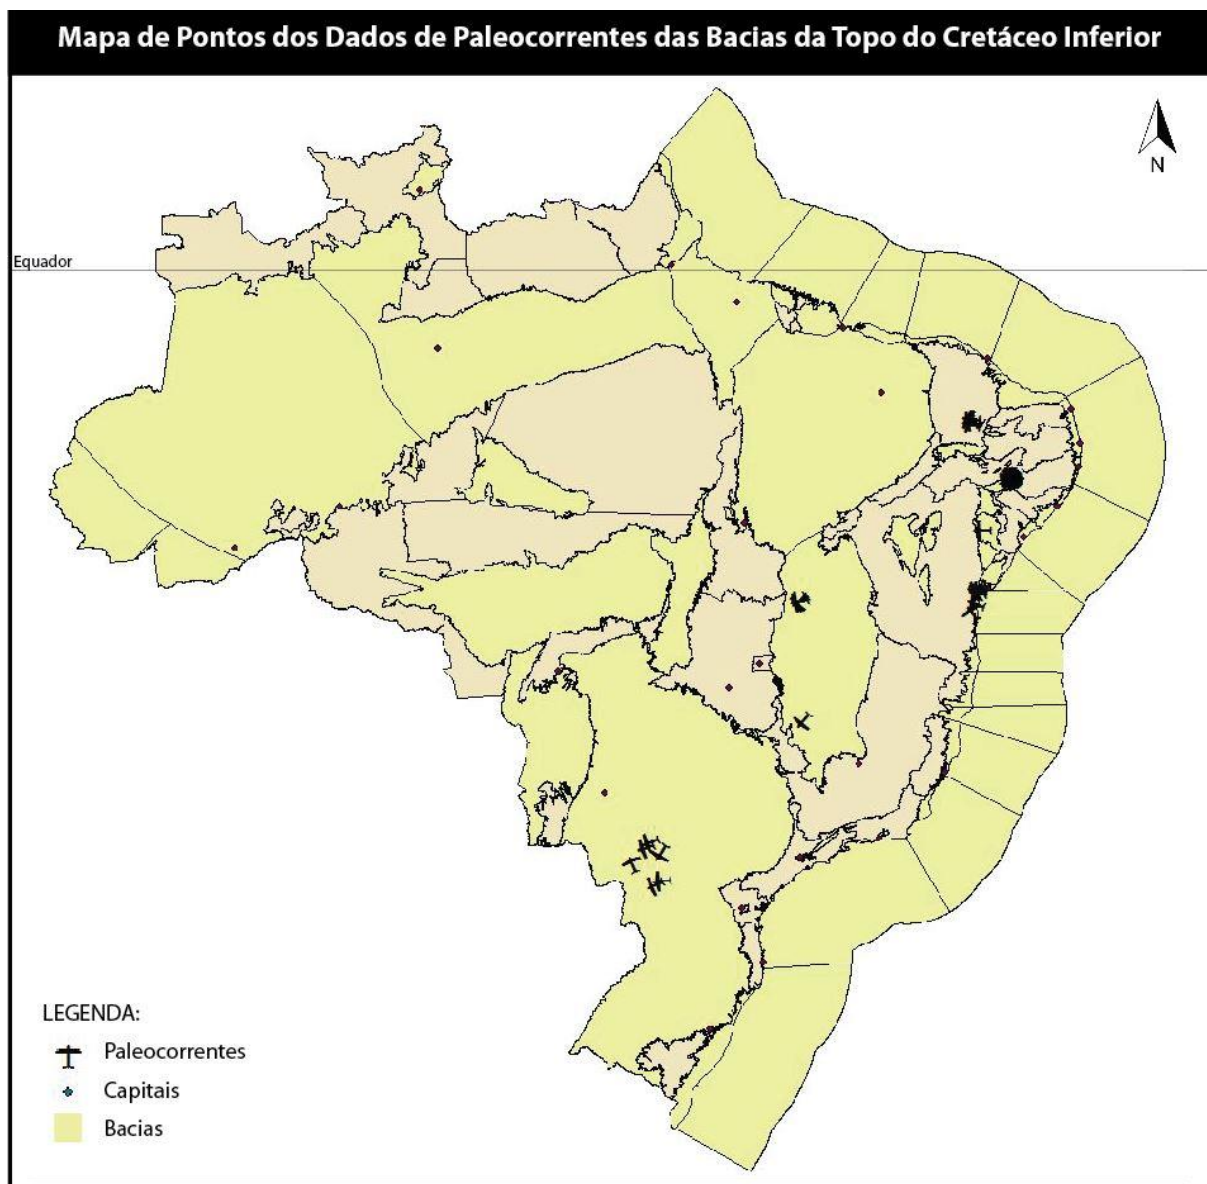 Mapa de Pontos dos Dados de Paleocorrentes das Bacias da Topo do Cretáceo Inferior
N
Equador
LEGENDA:
Paleocorrentes
Capitais
Bacias